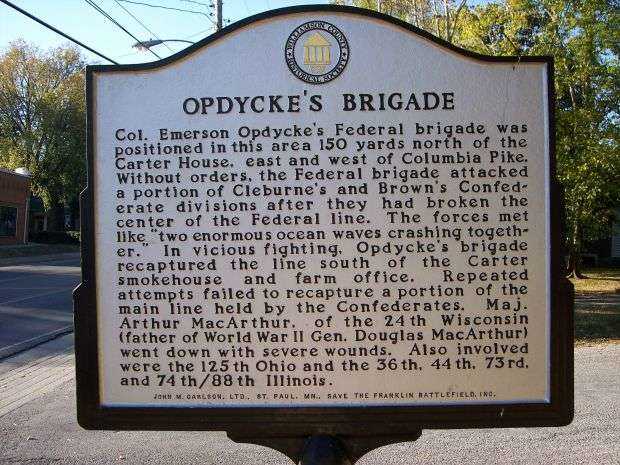 WILLIAMSON COUNTY
HISTORICAL SOCIETY
OPDYCKE'S BRIGADE
Col. Emerson Opdycke's Federal brigade was
positioned in this area 150 yards north of the
Carter House, east and west of Columbia Pike.
Without orders, the Federal brigade attacked
a portion of Cleburne's and Brown's Confed-
erate divisions after they had broken the
center of the Federal line. The forces met
like "two enormous ocean waves crashing togeth-
er." In vicious fighting, Opdycke's brigade
recaptured the line south of the Carter
smokehouse and farm office. Repeated
attempts failed to recapture a portion of the
main line held by the Confederates. Maj.
Arthur MacArthur, of the 24th Wisconsin
(father of World War II Gen. Douglas MacArthur)
went down with severe wounds. Also involved
were the 125th Ohio and the 36th, 44th, 73rd,
and 74th/88th Illinois.
JOHN M. CARLSON, LTD., ST. PAUL, MN., SAVE THE FRANKLIN BATTLEFIELD, INC.